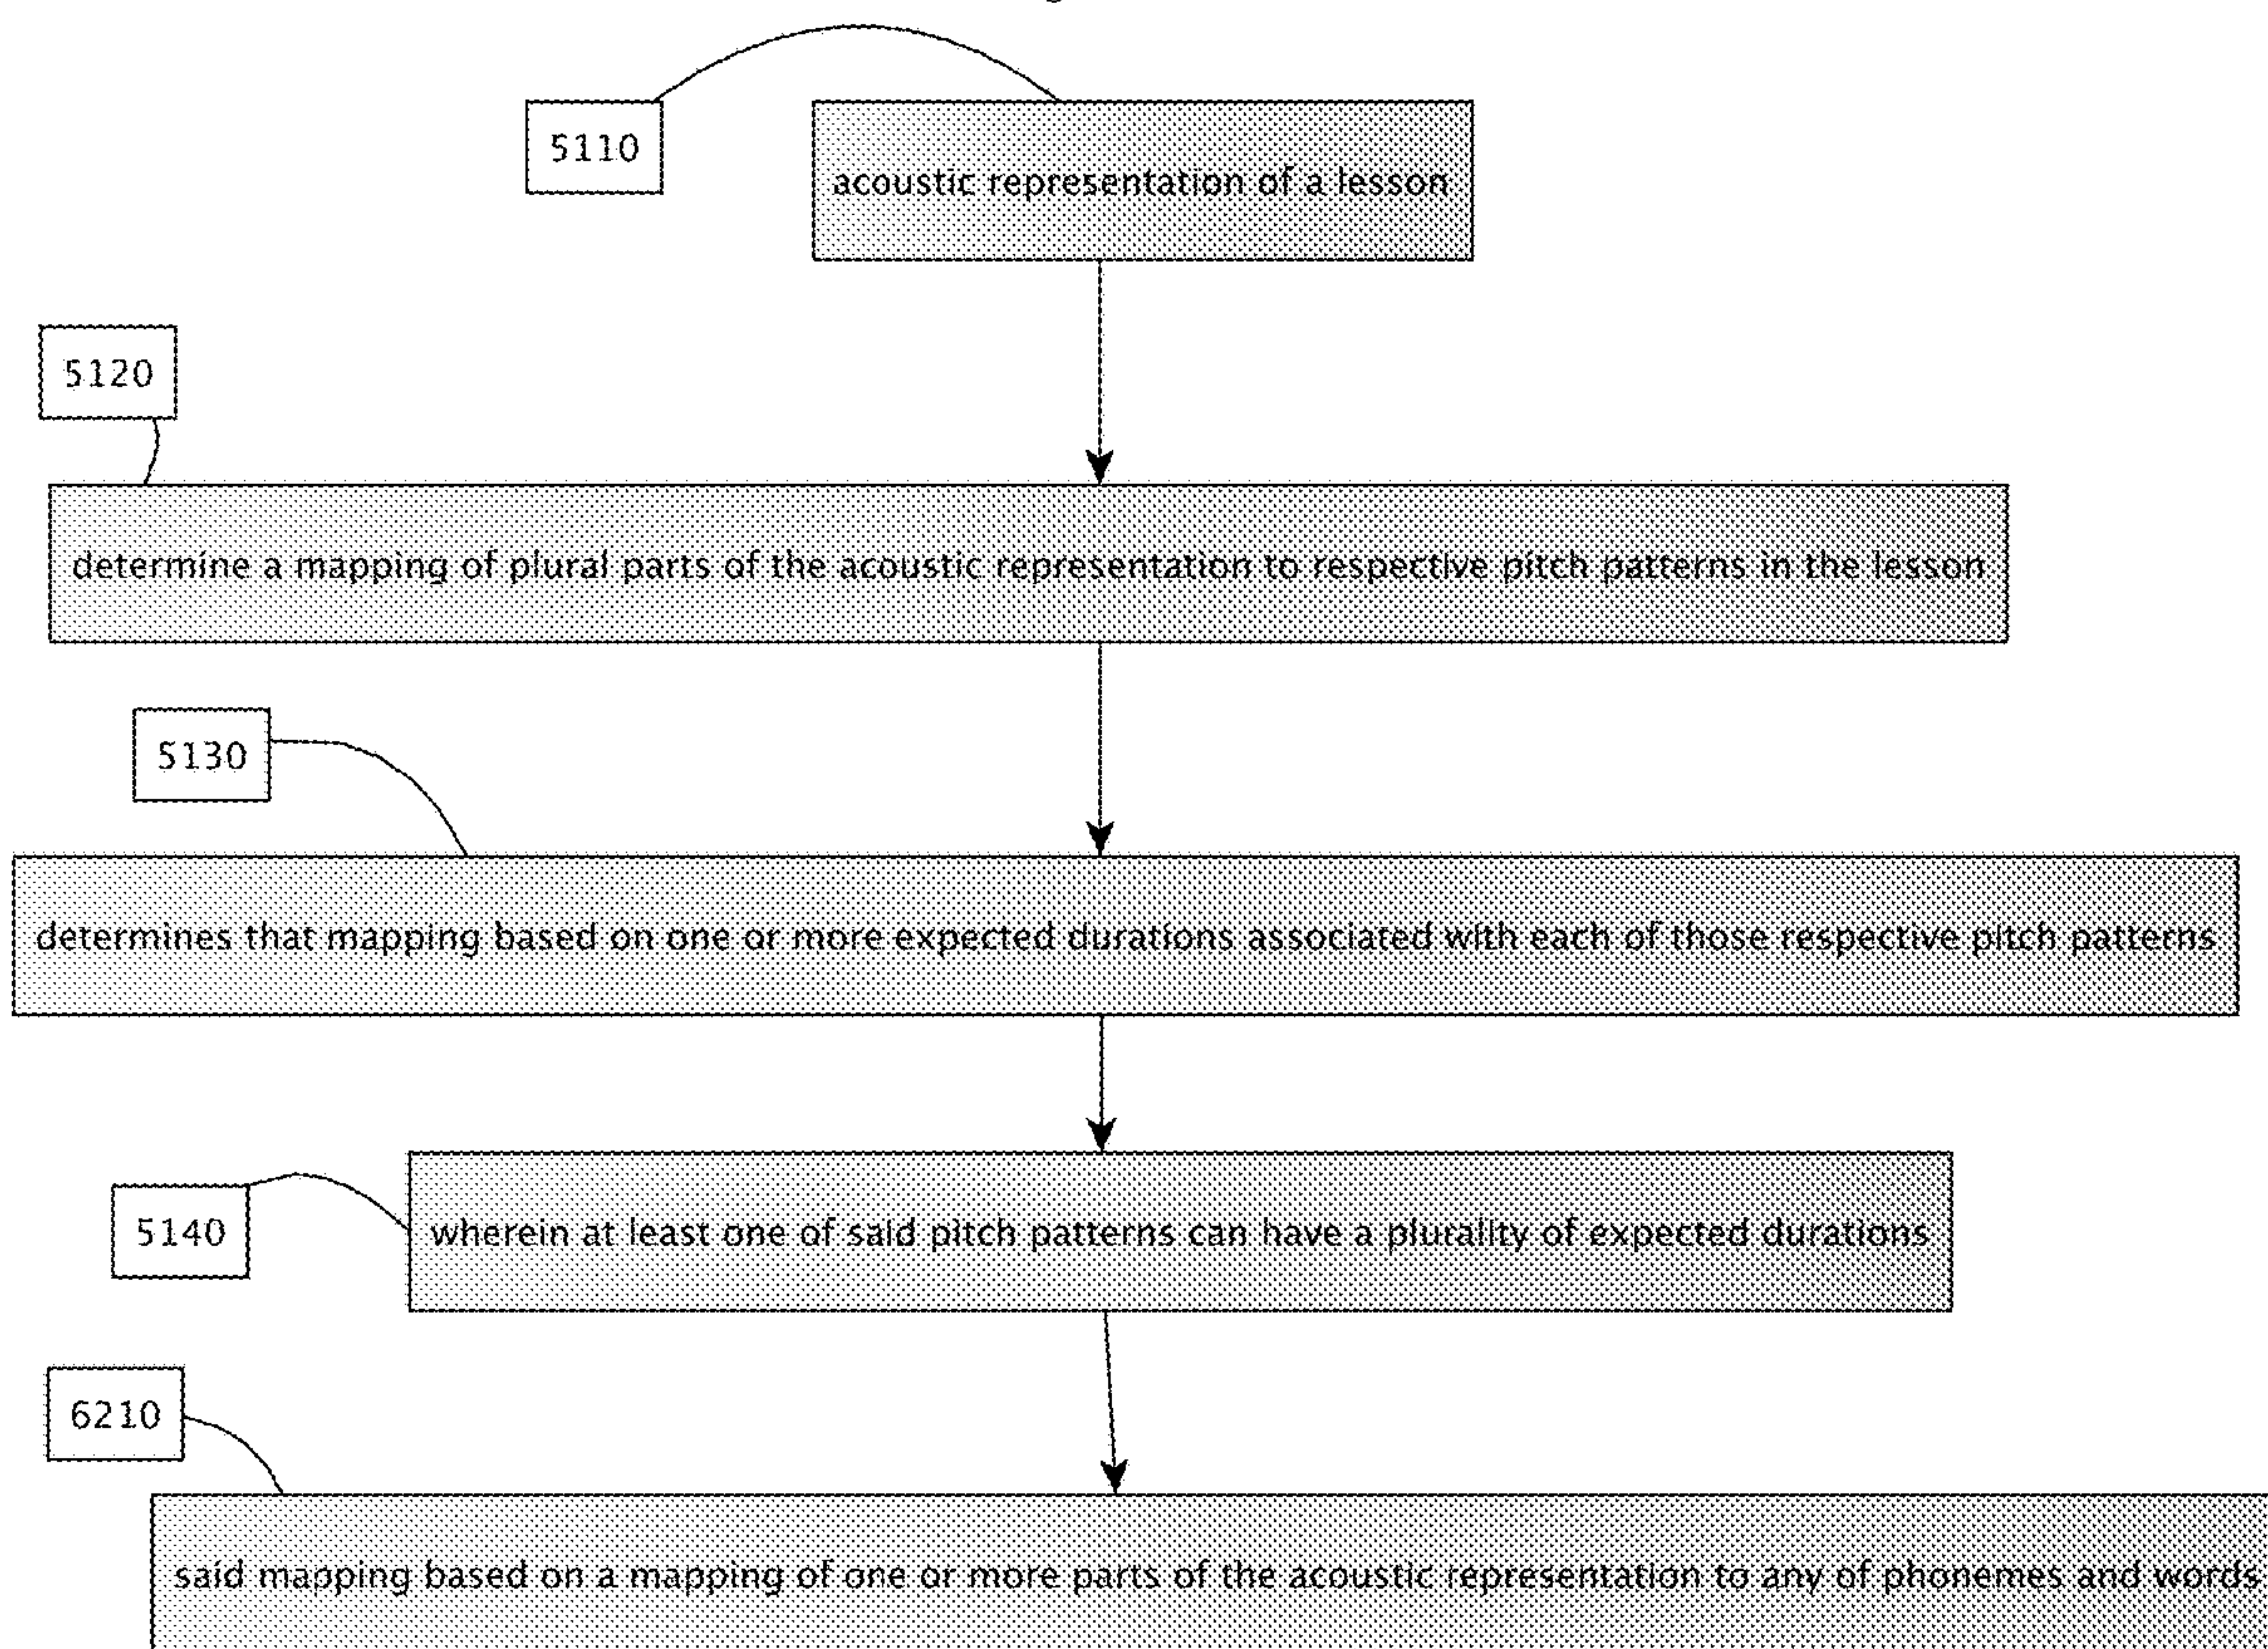 5110
acoustic representation of a lesson
5120
determine a mapping of plural parts of the acoustic representation to respective pitch patterns in the lesson
5130
determines that mapping based on one or more expected durations associated with each of those respective pitch patterns
5140
wherein at least one of said pitch patterns can have a plurality of expected durations
6210
said mapping based on a mapping of one or more parts of the acoustic representation to any of phonemes and words